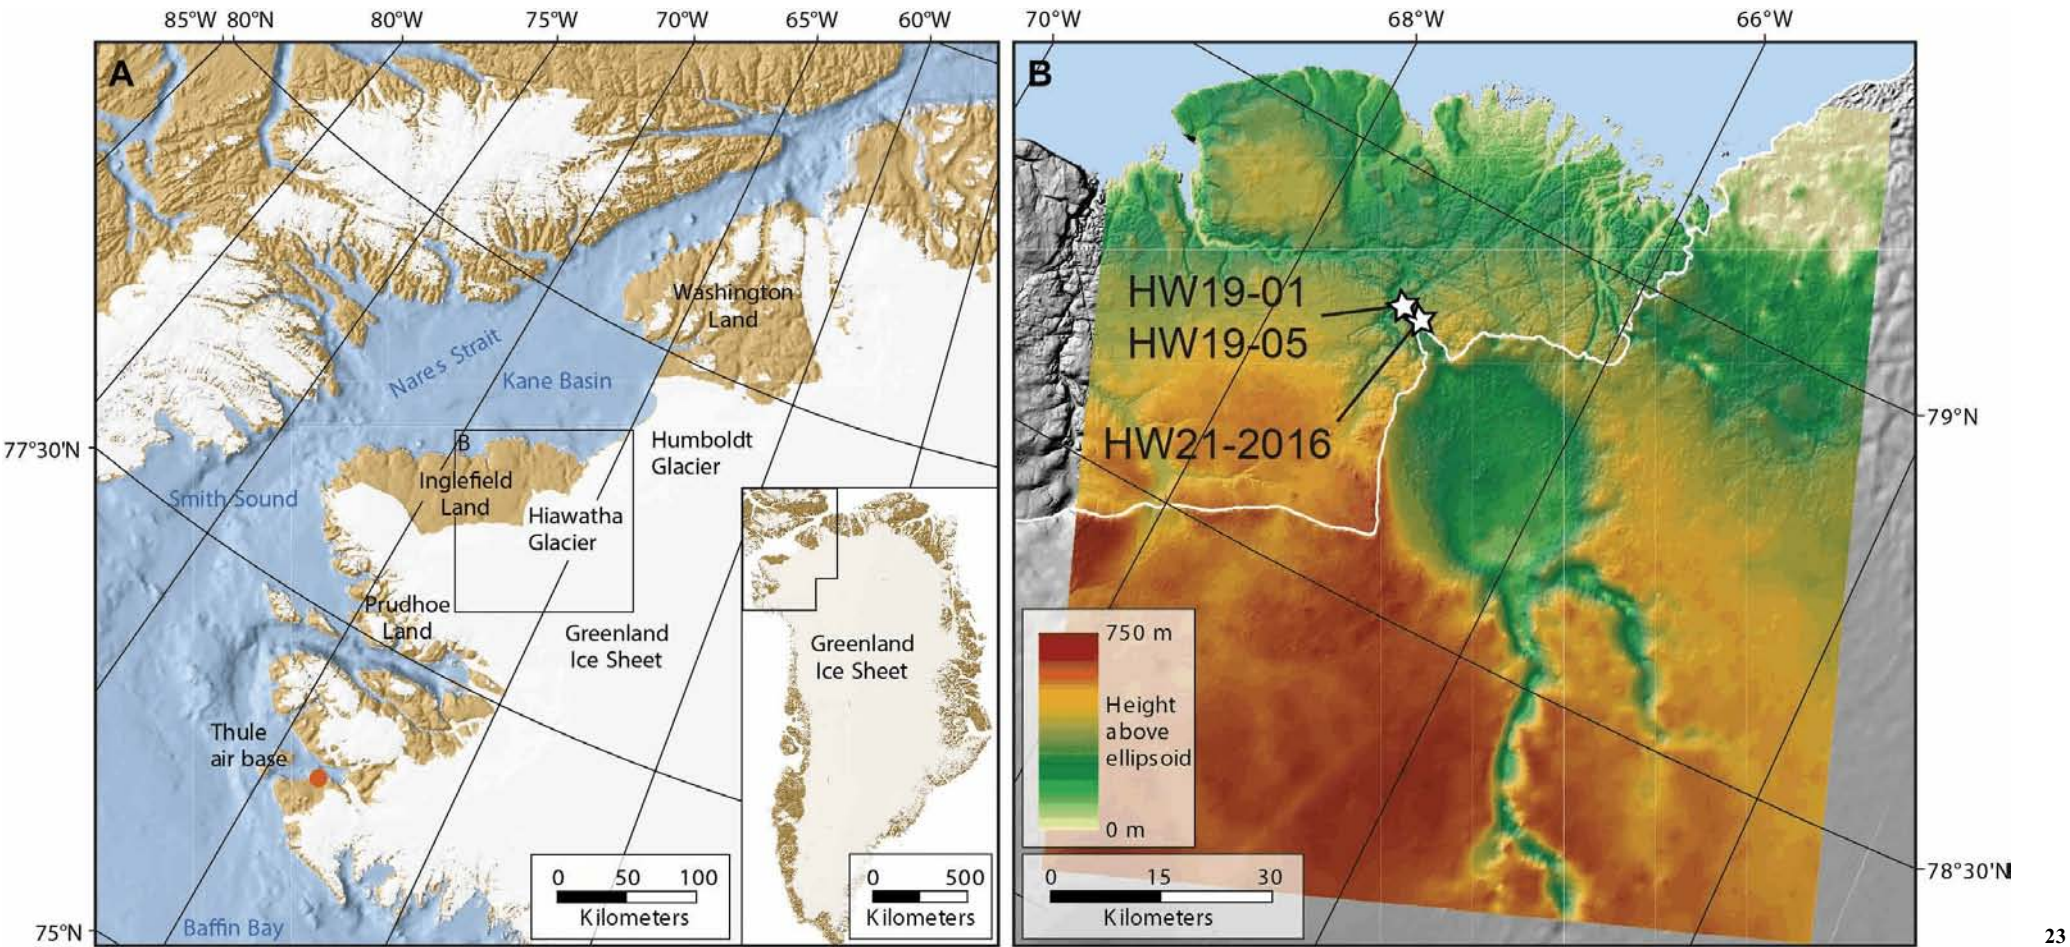 85°W 80°N 80°W 75°W 70°W 65°W 60°W
A
Washington
Land
Nares Strait
Kane Basin
77°30'N
B
Humboldt
Glacier
Inglefield
Land
Smith Sound
Hiawatha
Glacier
Prudhoe
Land
Greenland
Ice Sheet
Greenland
Ice Sheet
Thule
air base
0 50 100
Kilometers
0 500
Kilometers
75°N
Baffin Bay
70°W 68°W 66°W
B
HW19-01
HW19-05
HW21-2016
79°N
750 m
Height
above
ellipsoid
0 m
0 15 30
Kilometers
78°30'N
23